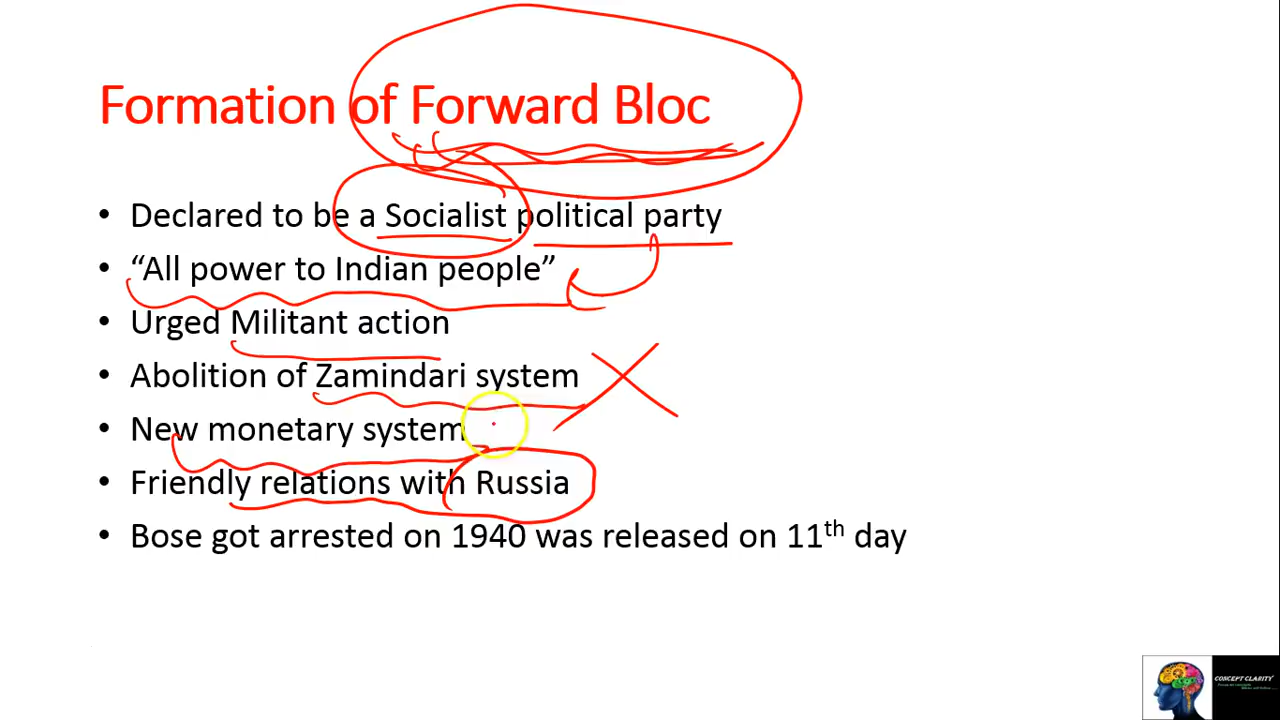 Formation of Forward Bloc
• Declared to be a Socialist political party
• “All power to Indian people”
• Urged Militant action
• Abolition of Zamindari system
• New monetary system
• Friendly relations with Russia
• Bose got arrested on 1940 was released on 11th day
CONCEPT CLARITY